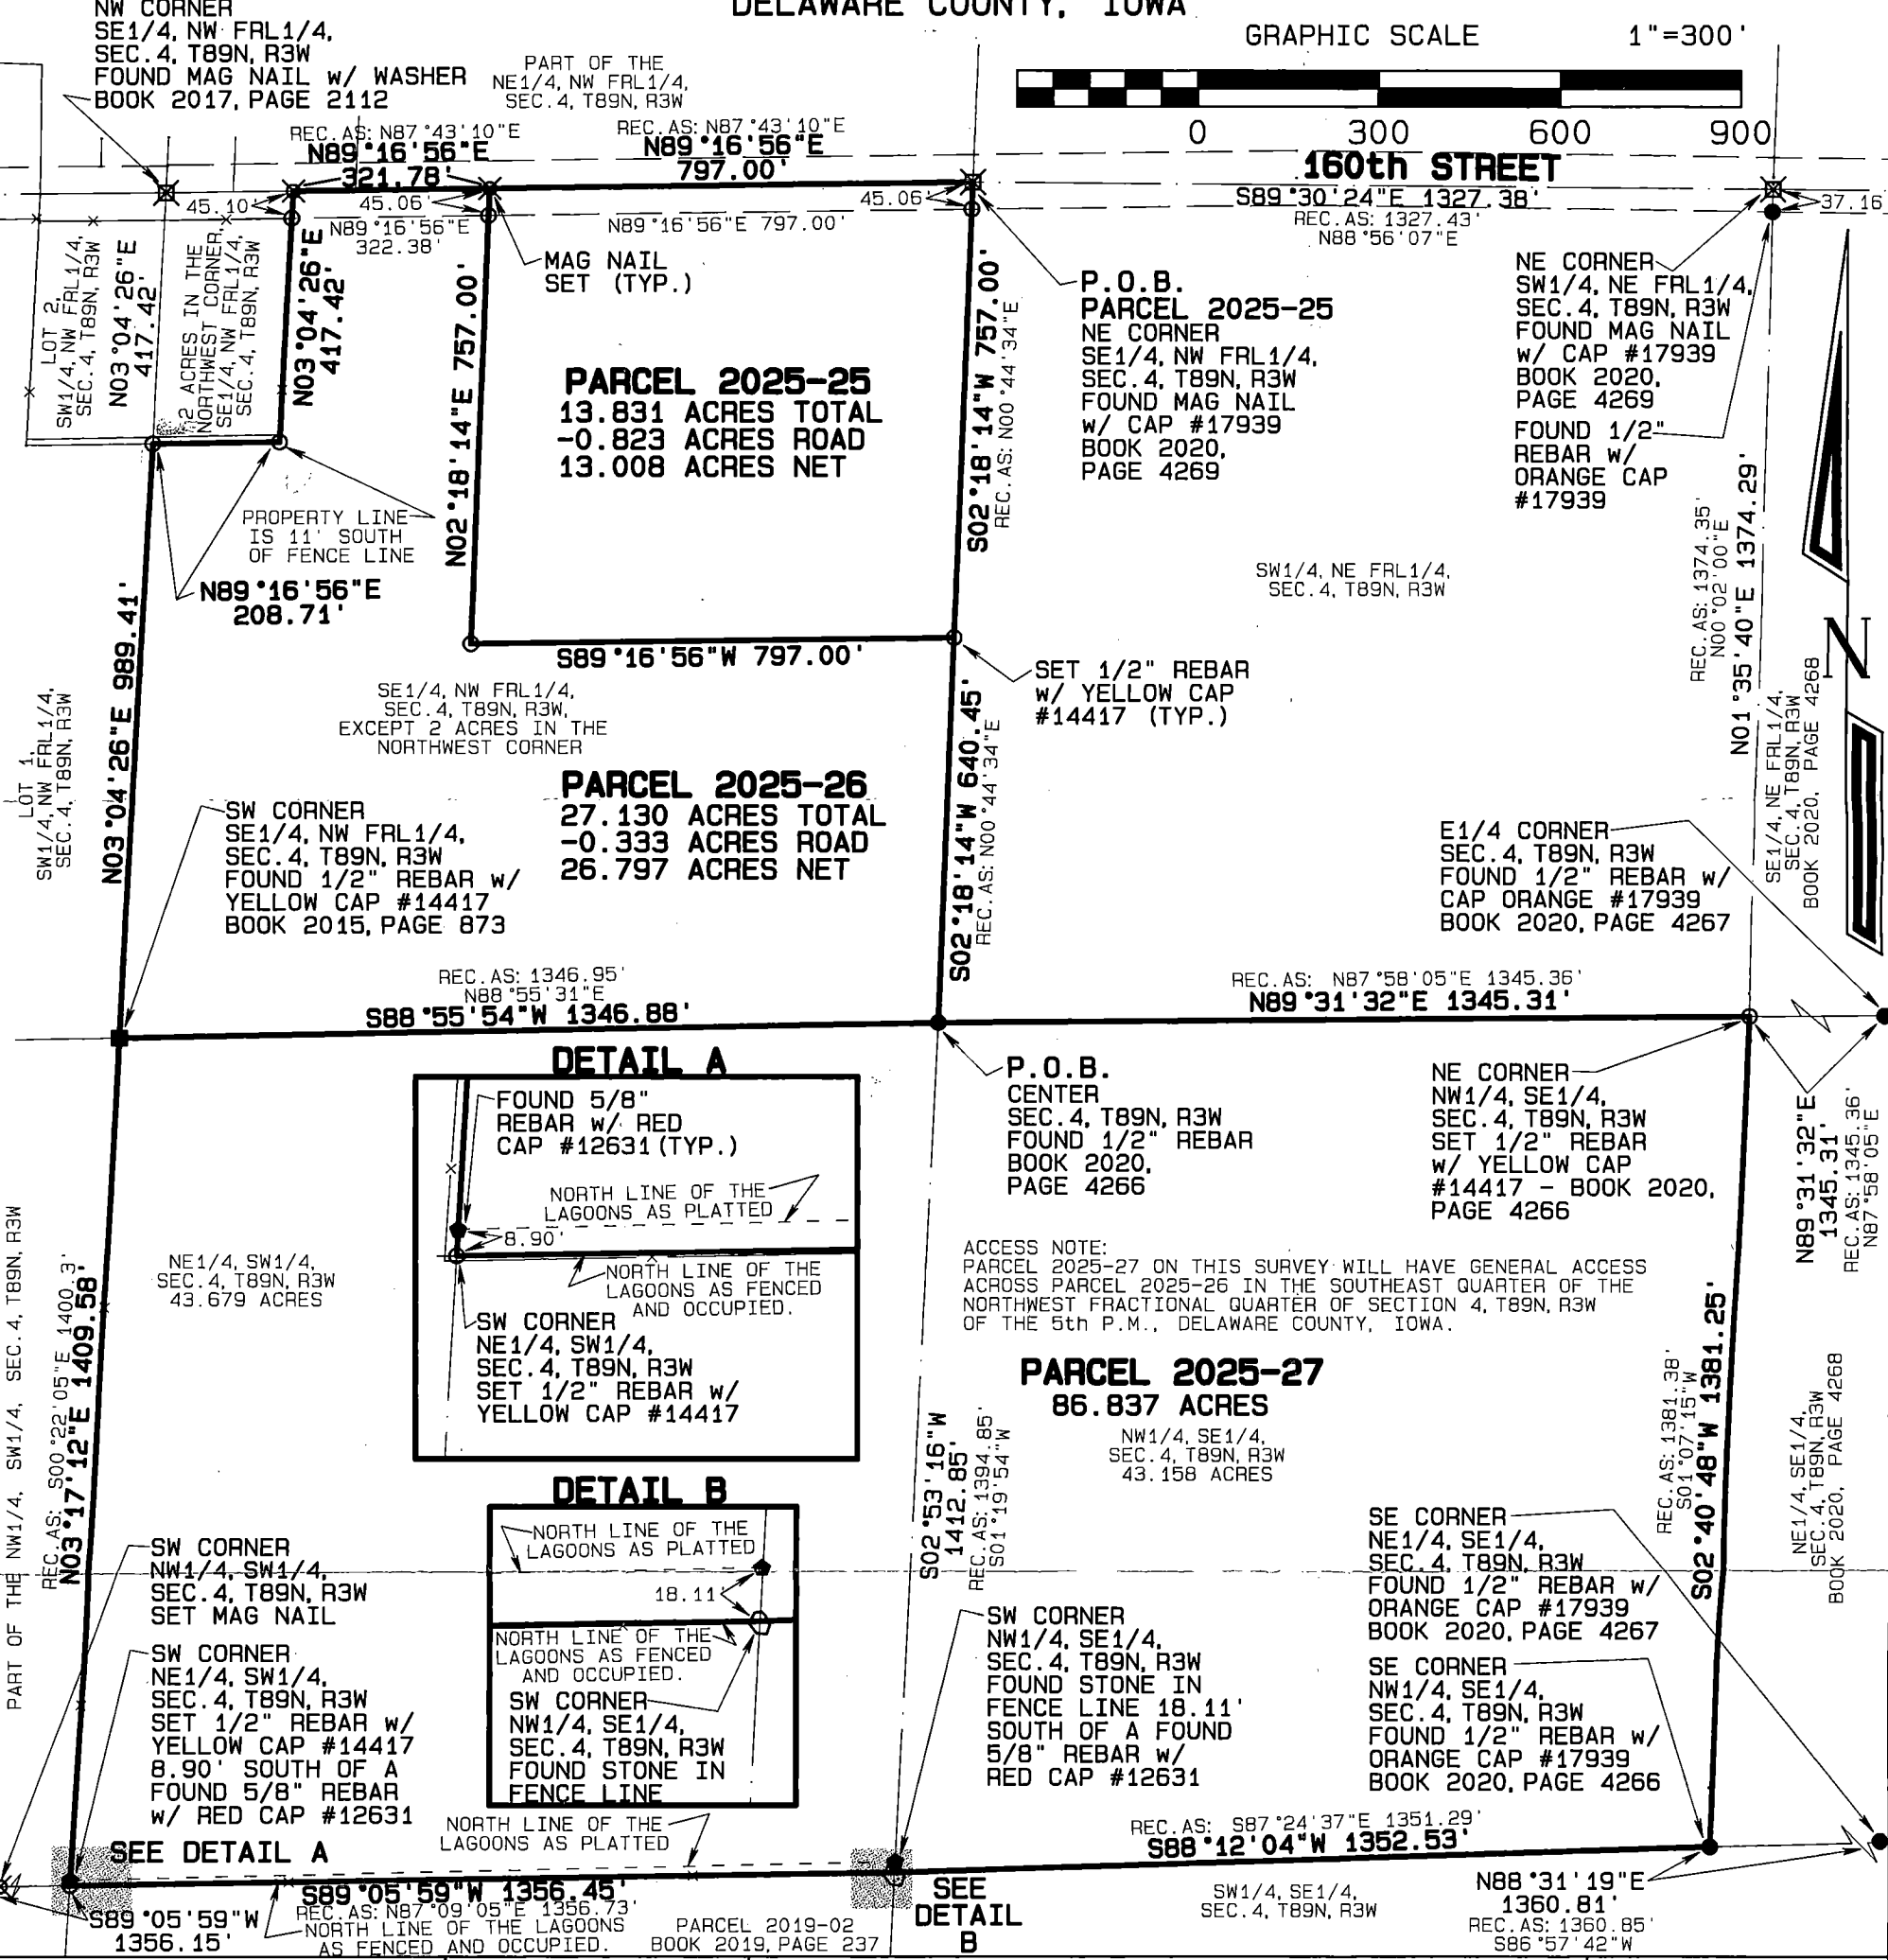 DELAWARE COUNTY, IOWA
NW CORNER
SE1/4, NW FRL1/4,
SEC.4, T89N, R3W
FOUND MAG NAIL w/ WASHER
BOOK 2017, PAGE 2112
PART OF THE
NE1/4, NW FRL1/4,
SEC.4, T89N, R3W
GRAPHIC SCALE 1"=300'
0 300 600 900
REC.AS: N87°43'10"E
N89°16'56"E
321.78'
REC.AS: N87°43'10"E
N89°16'56"E
797.00'
160th STREET
S89°30'24"E 1327.38'
REC.AS: 1327.43'
N88°56'07"E
45.10'
45.06'
45.06'
37.16
N89°16'56"E
322.38'
N89°16'56"E 797.00'
MAG NAIL
SET (TYP.)
LOT 2,
SW1/4, NW FRL1/4,
SEC.4, T89N, R3W
N03°04'26"E
417.42'
2 ACRES IN THE
NORTHWEST CORNER,
SE1/4, NW FRL1/4,
SEC.4, T89N, R3W
N03°04'26"E
417.42'
N02°18'14"E 757.00'
PARCEL 2025-25
13.831 ACRES TOTAL
-0.823 ACRES ROAD
13.008 ACRES NET
S02°18'14"W 757.00'
REC.AS: N00°44'34"E
P.O.B.
PARCEL 2025-25
NE CORNER
SE1/4, NW FRL1/4,
SEC.4, T89N, R3W
FOUND MAG NAIL
w/ CAP #17939
BOOK 2020,
PAGE 4269
NE CORNER
SW1/4, NE FRL1/4,
SEC.4, T89N, R3W
FOUND MAG NAIL
w/ CAP #17939
BOOK 2020,
PAGE 4269
FOUND 1/2"
REBAR w/
ORANGE CAP
#17939
PROPERTY LINE
IS 11' SOUTH
OF FENCE LINE
N89°16'56"E
208.71'
SW1/4, NE FRL1/4,
SEC.4, T89N, R3W
REC.AS: 1374.35'
N00°02'00"E
N01°35'40"E 1374.29'
N
S89°16'56"W 797.00'
SET 1/2" REBAR
w/ YELLOW CAP
#14417 (TYP.)
N03°04'26"E 989.41'
LOT 1,
SW1/4, NW FRL1/4,
SEC.4, T89N, R3W
SE1/4, NW FRL1/4,
SEC.4, T89N, R3W,
EXCEPT 2 ACRES IN THE
NORTHWEST CORNER
PARCEL 2025-26
27.130 ACRES TOTAL
-0.333 ACRES ROAD
26.797 ACRES NET
SW CORNER
SE1/4, NW FRL1/4,
SEC.4, T89N, R3W
FOUND 1/2" REBAR w/
YELLOW CAP #14417
BOOK 2015, PAGE 873
S02°18'14"W 640.45'
REC.AS: N00°44'34"E
SE1/4, NE FRL1/4,
SEC.4, T89N, R3W
BOOK 2020, PAGE 4268
E1/4 CORNER
SEC.4, T89N, R3W
FOUND 1/2" REBAR w/
CAP ORANGE #17939
BOOK 2020, PAGE 4267
REC.AS: 1346.95'
N88°55'31"E
S88°55'54"W 1346.88'
REC.AS: N87°58'05"E 1345.36'
N89°31'32"E 1345.31'
DETAIL A
FOUND 5/8"
REBAR w/ RED
CAP #12631(TYP.)
NORTH LINE OF THE
LAGOONS AS PLATTED
8.90'
NORTH LINE OF THE
LAGOONS AS FENCED
AND OCCUPIED.
SW CORNER
NE1/4, SW1/4,
SEC.4, T89N, R3W
SET 1/2" REBAR w/
YELLOW CAP #14417
P.O.B.
CENTER
SEC.4, T89N, R3W
FOUND 1/2" REBAR
BOOK 2020,
PAGE 4266
NE CORNER
NW1/4, SE1/4,
SEC.4, T89N, R3W
SET 1/2" REBAR
w/ YELLOW CAP
#14417 - BOOK 2020,
PAGE 4266
N89°31'32"E
1345.31'
REC.AS: 1345.36'
N87°58'05"E
PART OF THE NW1/4, SW1/4, SEC.4, T89N, R3W
REC.AS: S00°22'05"E 1400.3'
N03°17'12"E 1409.58'
NE1/4, SW1/4,
SEC.4, T89N, R3W
43.679 ACRES
ACCESS NOTE:
PARCEL 2025-27 ON THIS SURVEY WILL HAVE GENERAL ACCESS
ACROSS PARCEL 2025-26 IN THE SOUTHEAST QUARTER OF THE
NORTHWEST FRACTIONAL QUARTER OF SECTION 4, T89N, R3W
OF THE 5th P.M., DELAWARE COUNTY, IOWA.
PARCEL 2025-27
86.837 ACRES
NW1/4, SE1/4,
SEC.4, T89N, R3W
43.158 ACRES
S02°53'16"W
1412.85'
REC.AS: 1394.85'
S01°19'54"W
REC.AS: 1381.38'
S01°07'15"W
S02°40'48"W 1381.25'
NE1/4, SE1/4,
SEC.4, T89N, R3W
BOOK 2020, PAGE 4268
DETAIL B
NORTH LINE OF THE
LAGOONS AS PLATTED
18.11'
NORTH LINE OF THE
LAGOONS AS FENCED
AND OCCUPIED.
SW CORNER
NW1/4, SE1/4,
SEC.4, T89N, R3W
FOUND STONE IN
FENCE LINE
SW CORNER
NW1/4, SW1/4,
SEC.4, T89N, R3W
SET MAG NAIL
SW CORNER
NE1/4, SW1/4,
SEC.4, T89N, R3W
SET 1/2" REBAR w/
YELLOW CAP #14417
8.90' SOUTH OF A
FOUND 5/8" REBAR
w/ RED CAP #12631
SW CORNER
NW1/4, SE1/4,
SEC.4, T89N, R3W
FOUND STONE IN
FENCE LINE 18.11'
SOUTH OF A FOUND
5/8" REBAR w/
RED CAP #12631
SE CORNER
NE1/4, SE1/4,
SEC.4, T89N, R3W
FOUND 1/2" REBAR w/
ORANGE CAP #17939
BOOK 2020, PAGE 4267
SE CORNER
NW1/4, SE1/4,
SEC.4, T89N, R3W
FOUND 1/2" REBAR w/
ORANGE CAP #17939
BOOK 2020, PAGE 4266
SEE DETAIL A
NORTH LINE OF THE
LAGOONS AS PLATTED
REC.AS: S87°24'37"E 1351.29'
S88°12'04"W 1352.53'
S89°05'59"W 1356.45'
REC.AS: N87°09'05"E 1356.73'
NORTH LINE OF THE LAGOONS
AS FENCED AND OCCUPIED.
S89°05'59"W
1356.15'
PARCEL 2019-02
BOOK 2019, PAGE 237
SEE
DETAIL
B
SW1/4, SE1/4,
SEC.4, T89N, R3W
N88°31'19"E
1360.81'
REC.AS: 1360.85'
S86°57'42"W